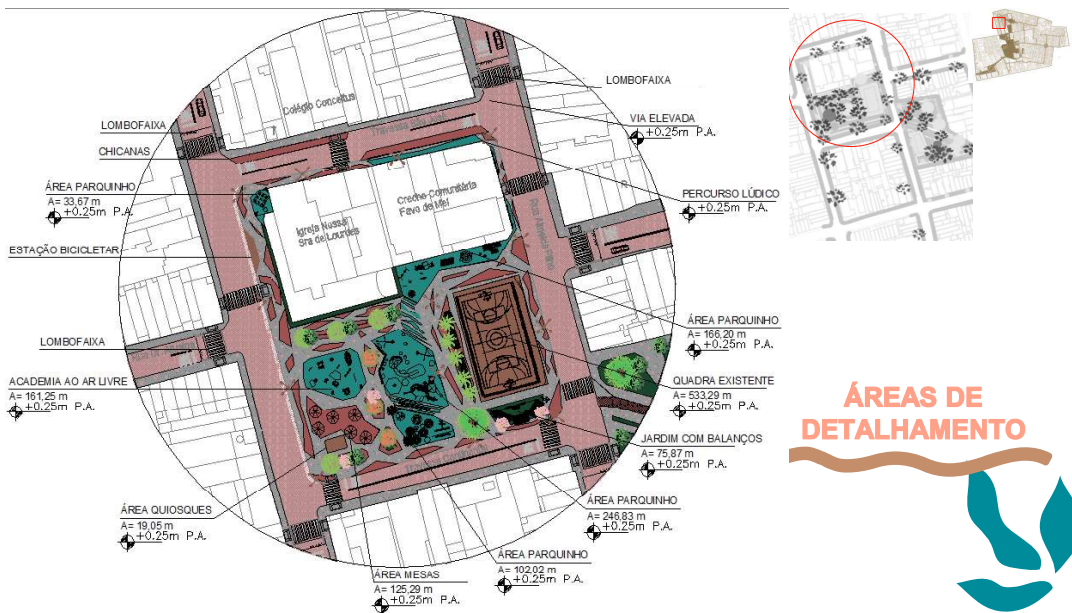 LOMBOFAIXA
CHICANAS
ÁREA PARQUINHO
A= 33,67 m
+0.25m P.A.
ESTAÇÃO BICICLETAR
LOMBOFAIXA
ACADEMIA AO AR LIVRE
A= 161,25 m
+0.25m P.A.
ÁREA QUIOSQUES
A= 19,05 m
+0.25m P.A.
ÁREA MESAS
A= 125,29 m
+0.25m P.A.
ÁREA PARQUINHO
A= 102,02 m
+0.25m P.A.
ÁREA PARQUINHO
A= 246,83 m
+0.25m P.A.
JARDIM COM BALANÇOS
A= 75,87 m
+0.25m P.A.
QUADRA EXISTENTE
A= 533,29 m
+0.25m P.A.
ÁREA PARQUINHO
A= 166,20 m
+0.25m P.A.
PERCURSO LÚDICO
+0.25m P.A.
VIA ELEVADA
+0.25m P.A.
LOMBOFAIXA
Colégio Conceitus
Igreja Nossa
Sra de Lourdes
Creche Comunitária
Favo de Mel
Travessa São José
ÁREAS DE
DETALHAMENTO